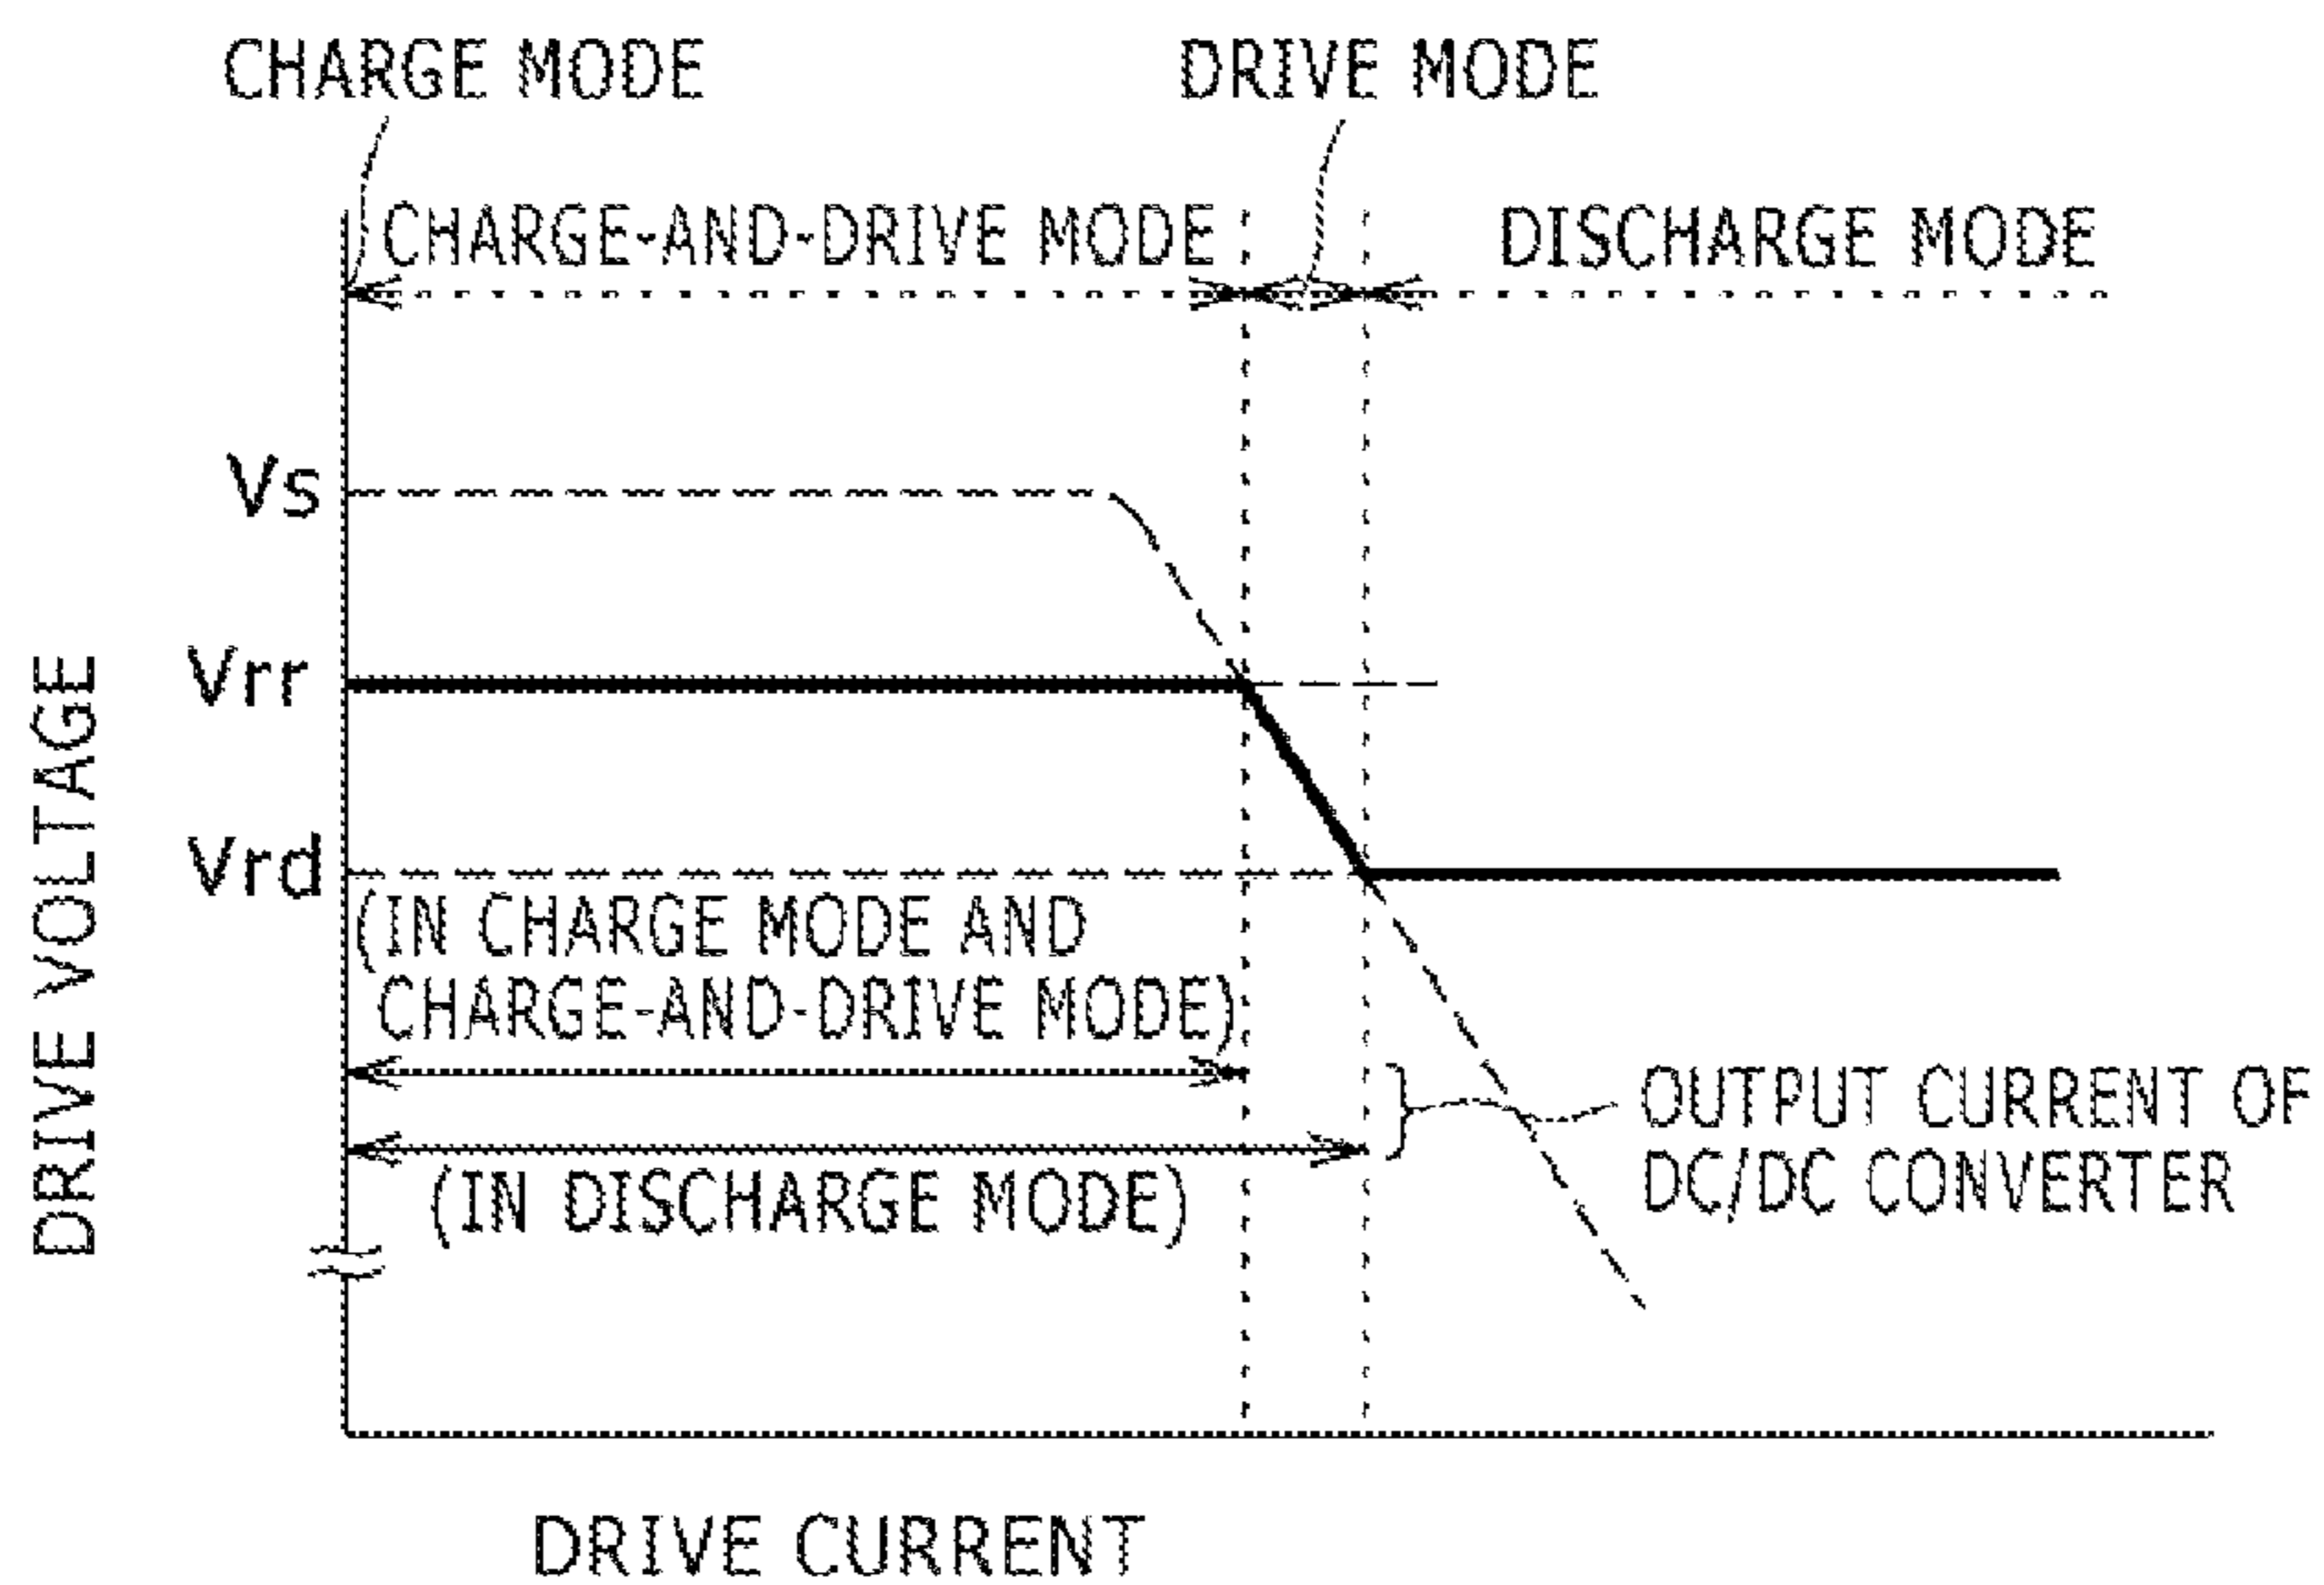 CHARGE MODE
DRIVE MODE
CHARGE-AND-DRIVE MODE
DISCHARGE MODE
Vs
Vrr
Vrd
(IN CHARGE MODE AND
CHARGE-AND-DRIVE MODE)
(IN DISCHARGE MODE)
OUTPUT CURRENT OF
DC/DC CONVERTER
DRIVE VOLTAGE
DRIVE CURRENT